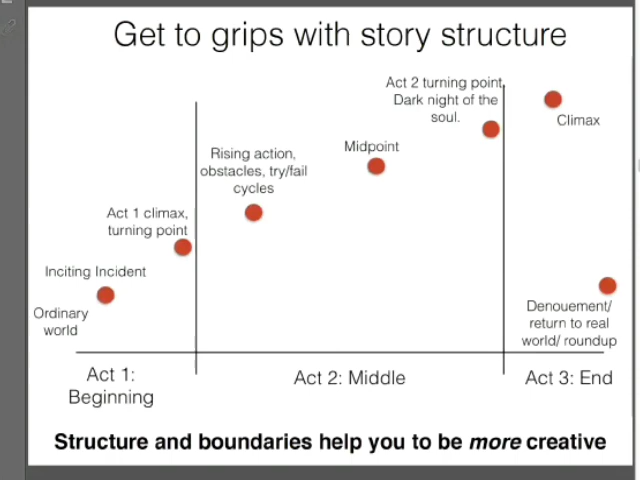 Get to grips with story structure
Act 2 turning point,
Dark night of the
soul.
Climax
Midpoint
Rising action,
obstacles, try/fail
cycles
Act 1 climax,
turning point
Inciting Incident
Ordinary
world
Denouement/
return to real
world/ roundup
Act 1:
Beginning
Act 2: Middle
Act 3: End
Structure and boundaries help you to be more creative